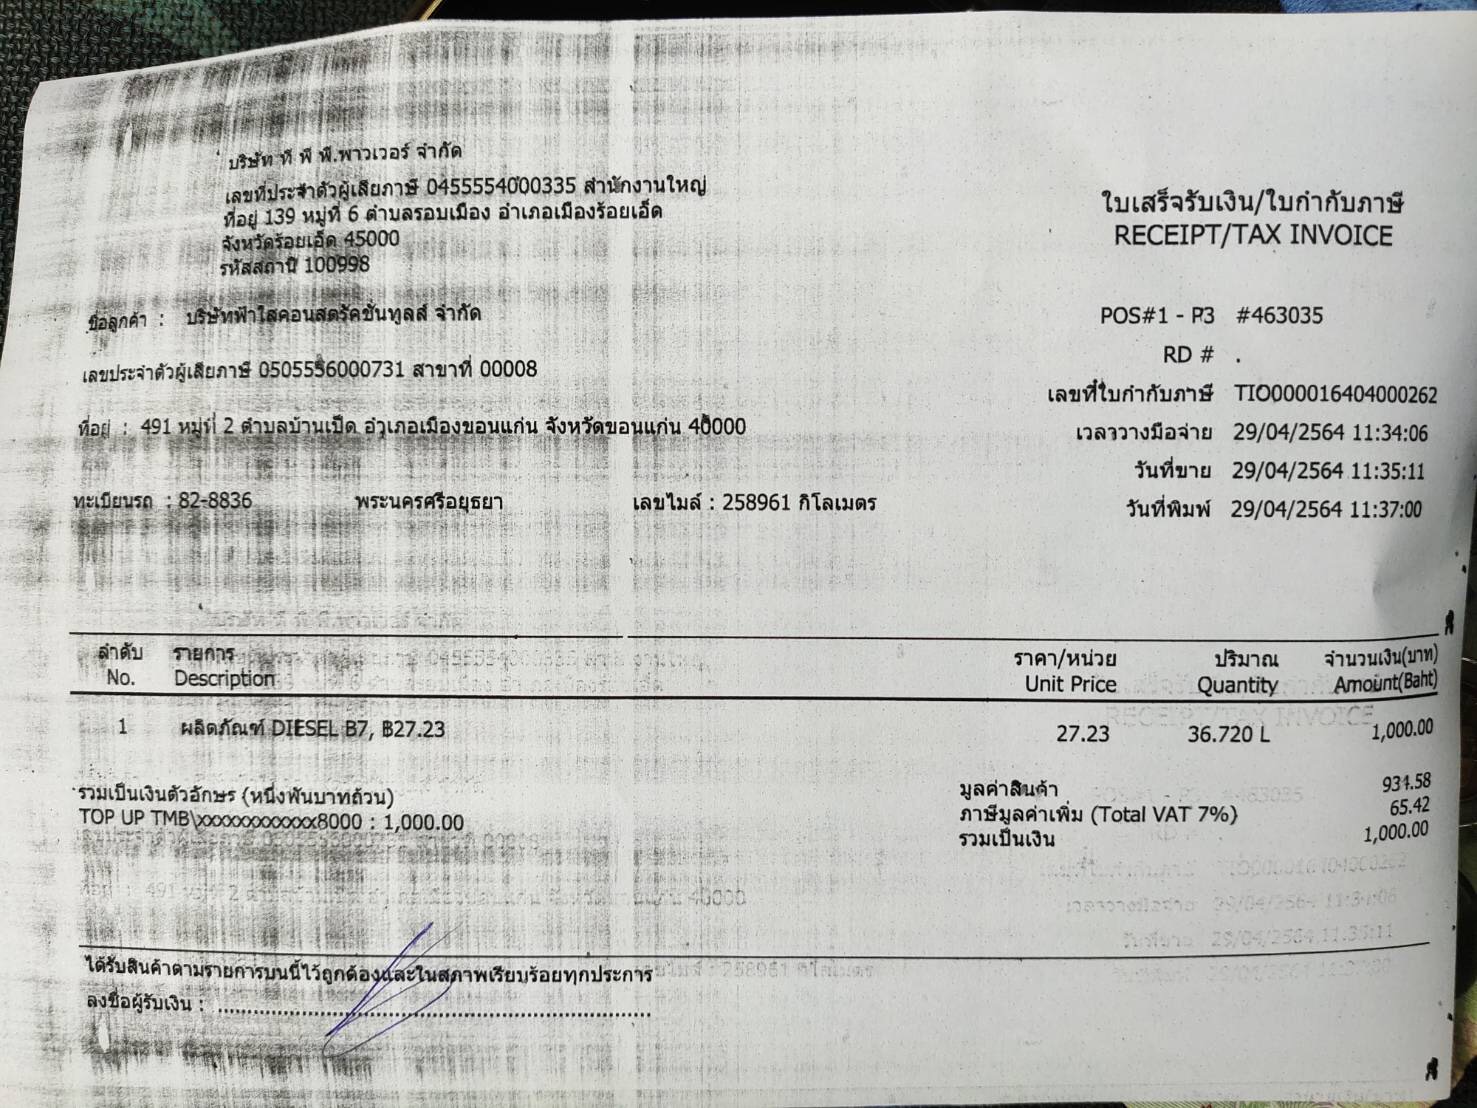 บริษัท ที พี พี.พาวเวอร์ จำกัด
เลขที่ประจำตัวผู้เสียภาษี 0455554000335 สำนักงานใหญ่
ที่อยู่ 139 หมู่ที่ 6 ตำบลรอบเมือง อำเภอเมืองร้อยเอ็ด
จังหวัดร้อยเอ็ด 45000
รหัสสถานี 100998
ใบเสร็จรับเงิน/ใบกำกับภาษี
RECEIPT/TAX INVOICE
ชื่อลูกค้า : บริษัทฟ้าใสคอนสตรัคชั่นทูลส์ จำกัด
เลขประจำตัวผู้เสียภาษี 0505556000731 สาขาที่ 00008
ที่อยู่ : 491 หมู่ที่ 2 ตำบลบ้านเป็ด อำเภอเมืองขอนแก่น จังหวัดขอนแก่น 40000
ทะเบียนรถ : 82-8836 พระนครศรีอยุธยา เลขไมล์ : 258961 กิโลเมตร
POS#1 - P3 #463035
RD # .
เลขที่ใบกำกับภาษี TIO000016404000262
เวลาวางมือจ่าย 29/04/2564 11:34:06
วันที่ขาย 29/04/2564 11:35:11
วันที่พิมพ์ 29/04/2564 11:37:00
ลำดับ รายการ ราคา/หน่วย ปริมาณ จำนวนเงิน(บาท)
No. Description Unit Price Quantity Amount(Baht)
1 ผลิตภัณฑ์ DIESEL B7, ฿27.23 27.23 36.720 L 1,000.00
รวมเป็นเงินตัวอักษร (หนึ่งพันบาทถ้วน)
TOP UP TMB\xxxxxxxxxxxx8000 : 1,000.00
มูลค่าสินค้า 934.58
ภาษีมูลค่าเพิ่ม (Total VAT 7%) 65.42
รวมเป็นเงิน 1,000.00
ได้รับสินค้าตามรายการบนนี้ไว้ถูกต้องและในสภาพเรียบร้อยทุกประการ
ลงชื่อผู้รับเงิน : ................................................................